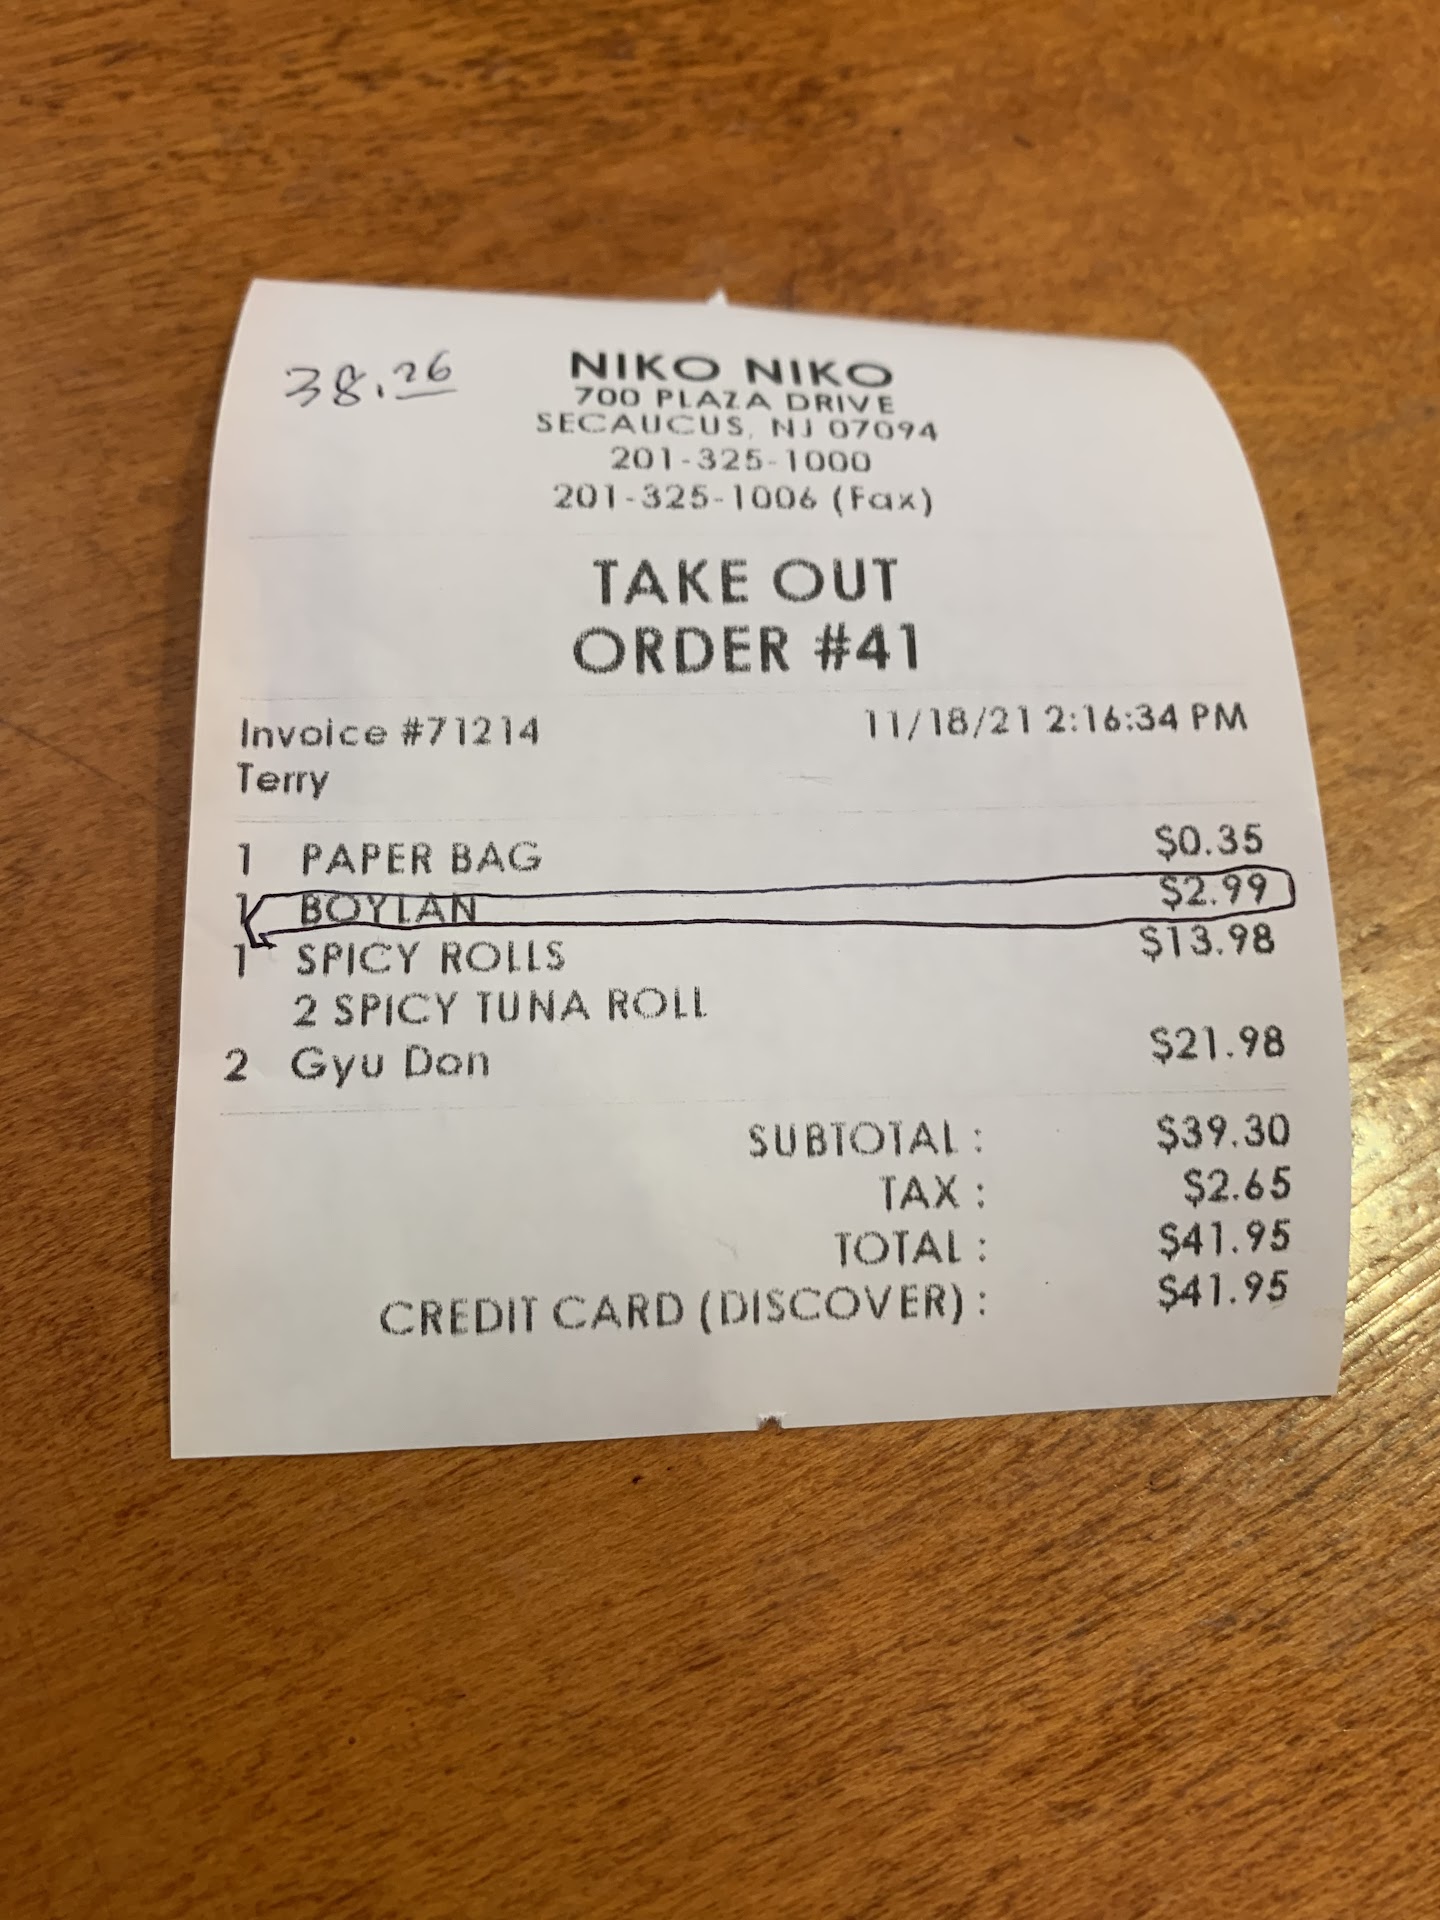 38.26
NIKO NIKO
700 PLAZA DRIVE
SECAUCUS, NJ 07094
201-325-1000
201-325-1006 (Fax)
TAKE OUT
ORDER #41
Invoice #71214 11/18/21 2:16:34 PM
Terry
1 PAPER BAG $0.35
1 BOYLAN $2.99
1 SPICY ROLLS $13.98
2 SPICY TUNA ROLL
2 Gyu Don $21.98
SUBTOTAL : $39.30
TAX : $2.65
TOTAL : $41.95
CREDIT CARD (DISCOVER) : $41.95